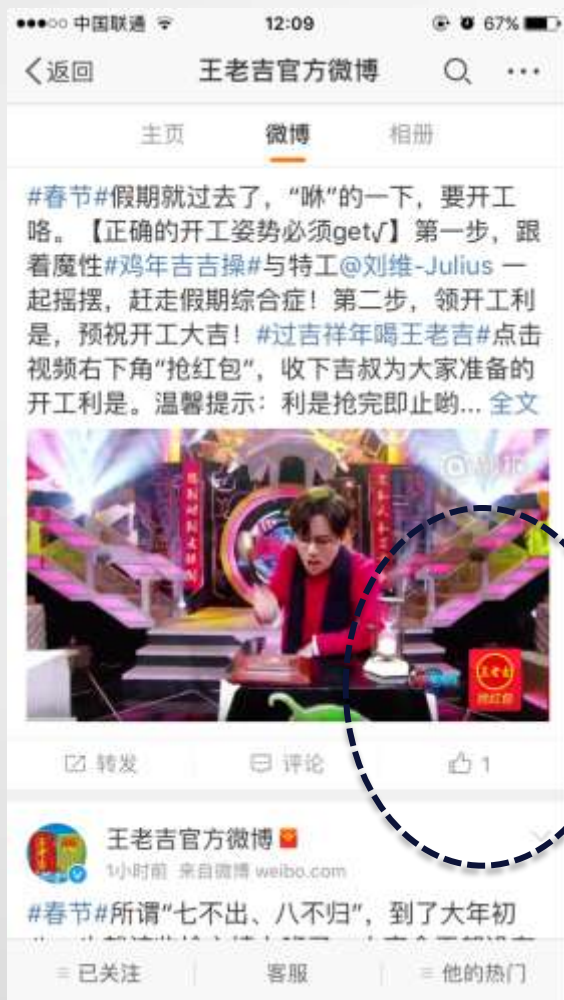 中国联通 12:09 67%
返回 王老吉官方微博
主页 微博 相册
#春节#假期就过去了，“咻”的一下，要开工
咯。【正确的开工姿势必须get√】第一步，跟
着魔性#鸡年吉吉操#与特工@刘维-Julius 一
起摇摆，赶走假期综合症！第二步，领开工利
是，预祝开工大吉！#过吉祥年喝王老吉#点击
视频右下角“抢红包”，收下吉叔为大家准备的
开工利是。温馨提示：利是抢完即止哟... 全文
王老吉
抢红包
转发 评论 1
王老吉官方微博
1小时前 来自微博 weibo.com
#春节#所谓“七不出、八不归”，到了大年初
已关注 客服 他的热门